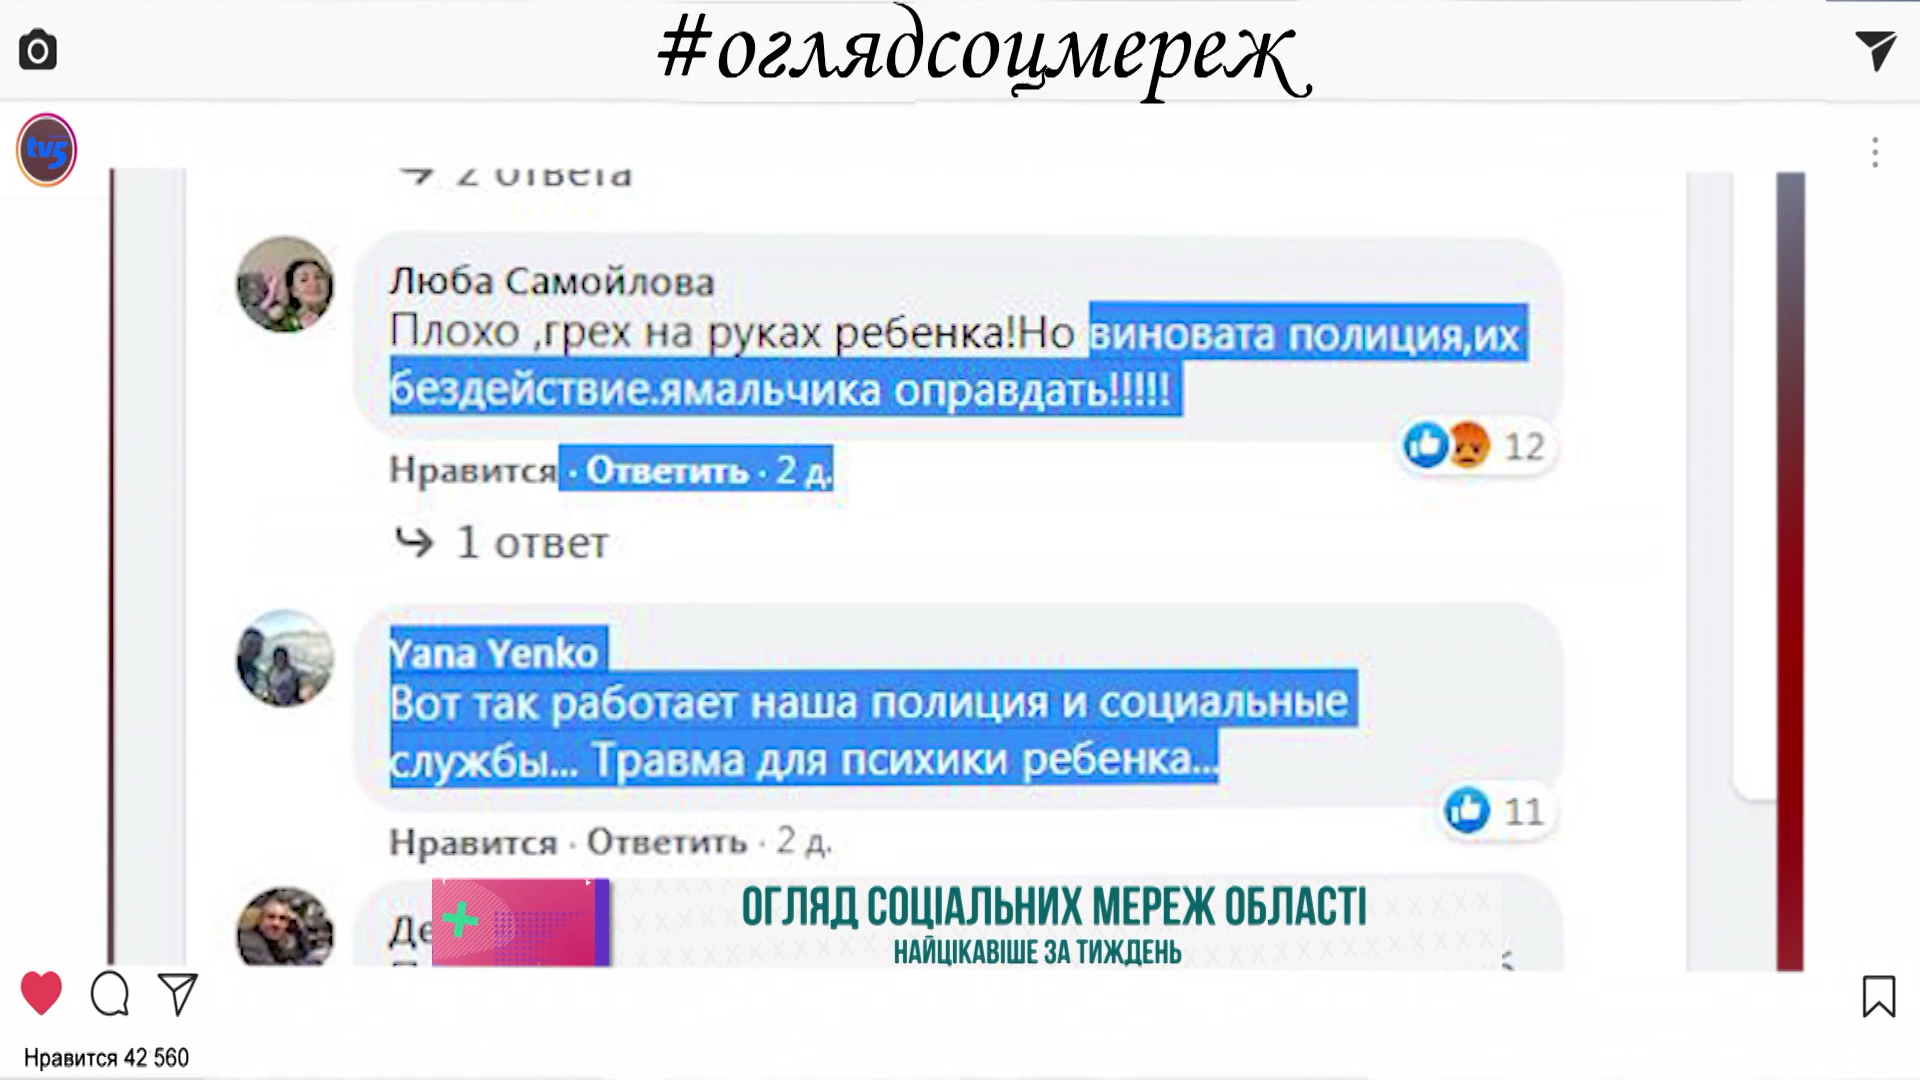 #оглядсоцмереж
tv5
2 ответа
Люба Самойлова
Плохо ,грех на руках ребенка!Но виновата полиция,их
бездействие.ямальчика оправдать!!!!!
12
Нравится · Ответить · 2 д.
1 ответ
Yana Yenko
Вот так работает наша полиция и социальные
службы... Травма для психики ребенка...
11
Нравится · Ответить · 2 д.
Де
ОГЛЯД СОЦІАЛЬНИХ МЕРЕЖ ОБЛАСТІ
НАЙЦІКАВІШЕ ЗА ТИЖДЕНЬ
Нравится 42 560